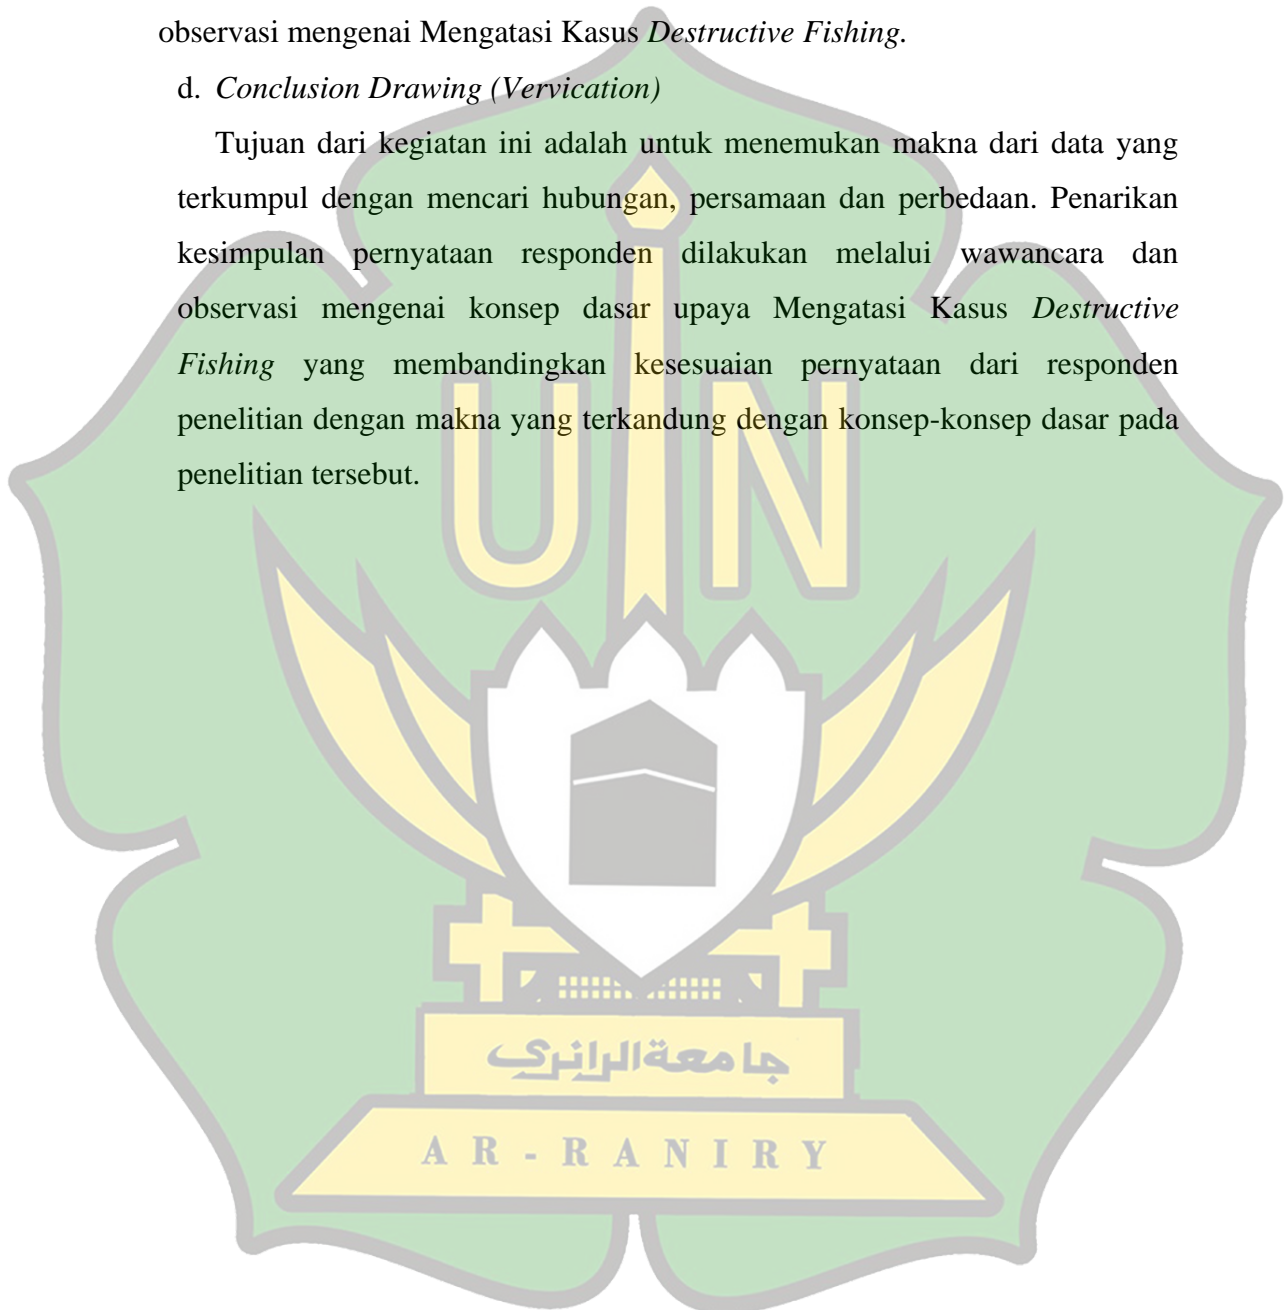 observasi mengenai Mengatasi Kasus Destructive Fishing.
d. Conclusion Drawing (Vervication)
Tujuan dari kegiatan ini adalah untuk menemukan makna dari data yang
terkumpul dengan mencari hubungan, persamaan dan perbedaan. Penarikan
kesimpulan pernyataan responden dilakukan melalui wawancara dan
observasi mengenai konsep dasar upaya Mengatasi Kasus Destructive
Fishing yang membandingkan kesesuaian pernyataan dari responden
penelitian dengan makna yang terkandung dengan konsep-konsep dasar pada
penelitian tersebut.
UIN
جامعة الرانري
AR-RANIRY